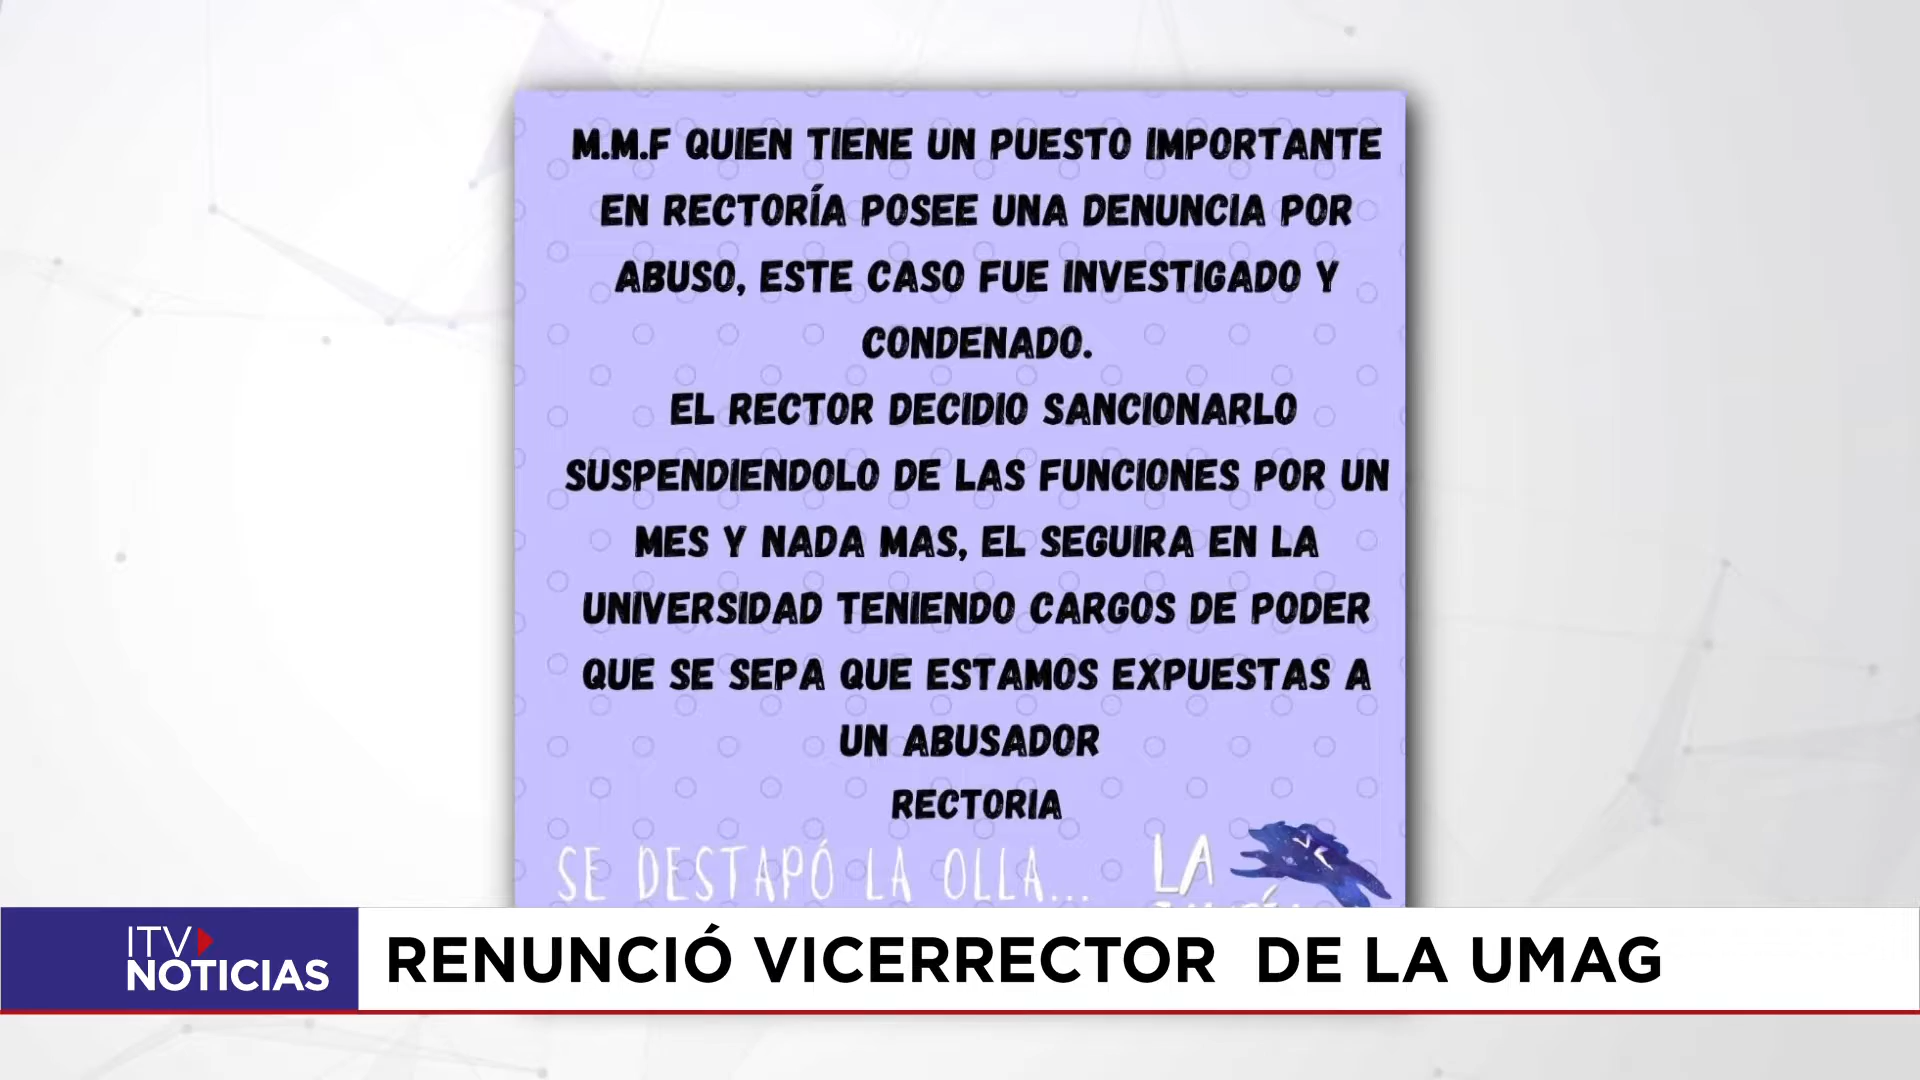 M.M.F QUIEN TIENE UN PUESTO IMPORTANTE
EN RECTORÍA POSEE UNA DENUNCIA POR
ABUSO, ESTE CASO FUE INVESTIGADO Y
CONDENADO.
EL RECTOR DECIDIO SANCIONARLO
SUSPENDIENDOLO DE LAS FUNCIONES POR UN
MES Y NADA MAS, EL SEGUIRA EN LA
UNIVERSIDAD TENIENDO CARGOS DE PODER
QUE SE SEPA QUE ESTAMOS EXPUESTAS A
UN ABUSADOR
RECTORIA
SE DESTAPÓ LA OLLA...
LA
ITV
NOTICIAS
RENUNCIÓ VICERRECTOR DE LA UMAG